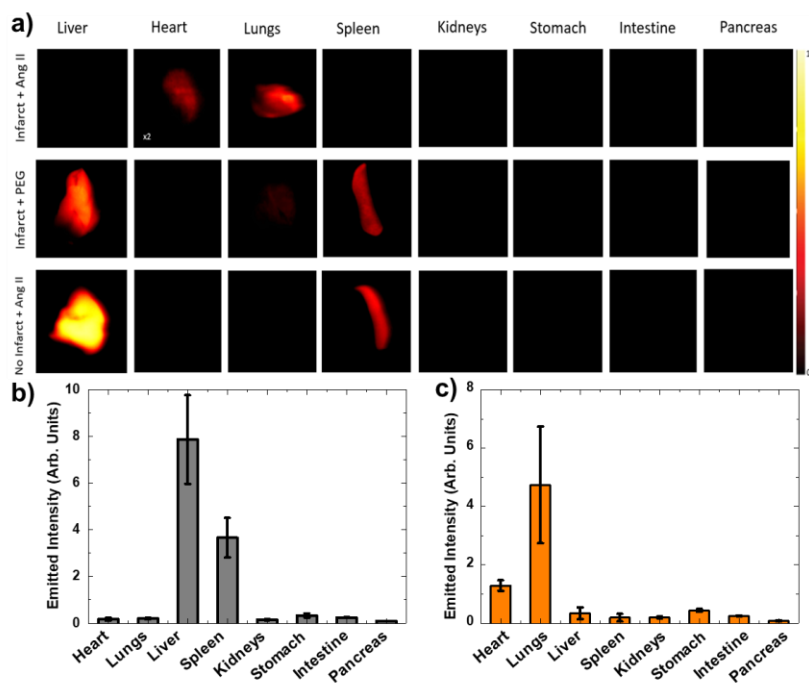 a)
Liver Heart Lungs Spleen Kidneys Stomach Intestine Pancreas
Infarct + Ang II
x2
1
Infarct + PEG
No Infarct + Ang II
0
b)
Emitted Intensity (Arb. Units)
10
8
6
4
2
0
Heart Lungs Liver Spleen Kidneys Stomach Intestine Pancreas
c)
Emitted Intensity (Arb. Units)
8
6
4
2
0
Heart Lungs Liver Spleen Kidneys Stomach Intestine Pancreas